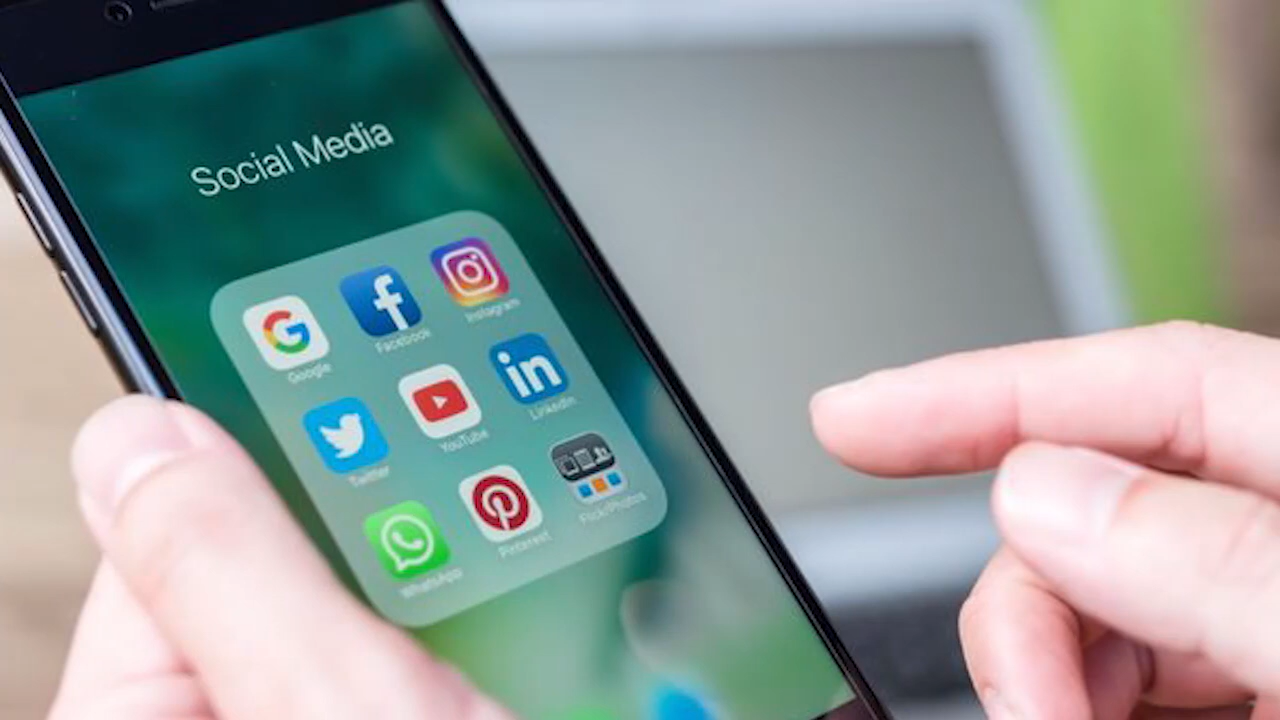 Social Media
Google
Facebook
Instagram
Twitter
YouTube
LinkedIn
WhatsApp
Pinterest
Flickr/Photos